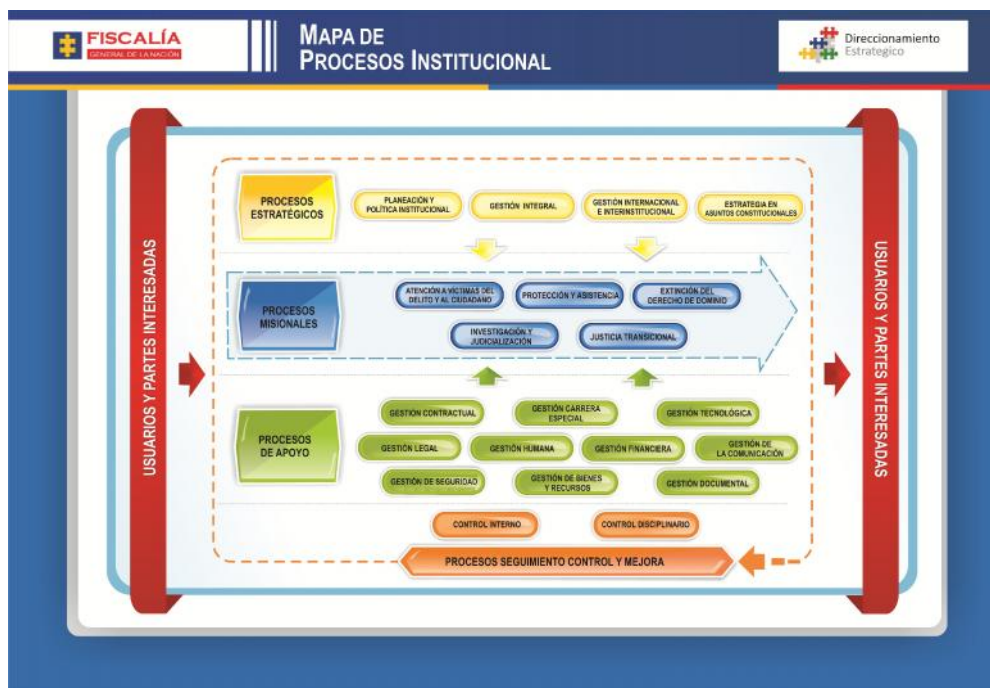 FISCALÍA
GENERAL DE LA NACIÓN
MAPA DE
PROCESOS INSTITUCIONAL
Direccionamiento
Estrategico
USUARIOS Y PARTES INTERESADAS
PROCESOS
ESTRATÉGICOS
PLANEACIÓN Y
POLÍTICA INSTITUCIONAL
GESTIÓN INTEGRAL
GESTIÓN INTERNACIONAL
E INTERINSTITUCIONAL
ESTRATEGIA EN
ASUNTOS CONSTITUCIONALES
PROCESOS
MISIONALES
ATENCIÓN A VÍCTIMAS DEL
DELITO Y AL CIUDADANO
PROTECCIÓN Y ASISTENCIA
EXTINCIÓN DEL
DERECHO DE DOMINIO
INVESTIGACIÓN Y
JUDICIALIZACIÓN
JUSTICIA TRANSICIONAL
PROCESOS
DE APOYO
GESTIÓN CONTRACTUAL
GESTIÓN CARRERA
ESPECIAL
GESTIÓN TECNOLÓGICA
GESTIÓN LEGAL
GESTIÓN HUMANA
GESTIÓN FINANCIERA
GESTIÓN DE
LA COMUNICACIÓN
GESTIÓN DE SEGURIDAD
GESTIÓN DE BIENES
Y RECURSOS
GESTIÓN DOCUMENTAL
CONTROL INTERNO
CONTROL DISCIPLINARIO
PROCESOS SEGUIMIENTO CONTROL Y MEJORA
USUARIOS Y PARTES INTERESADAS